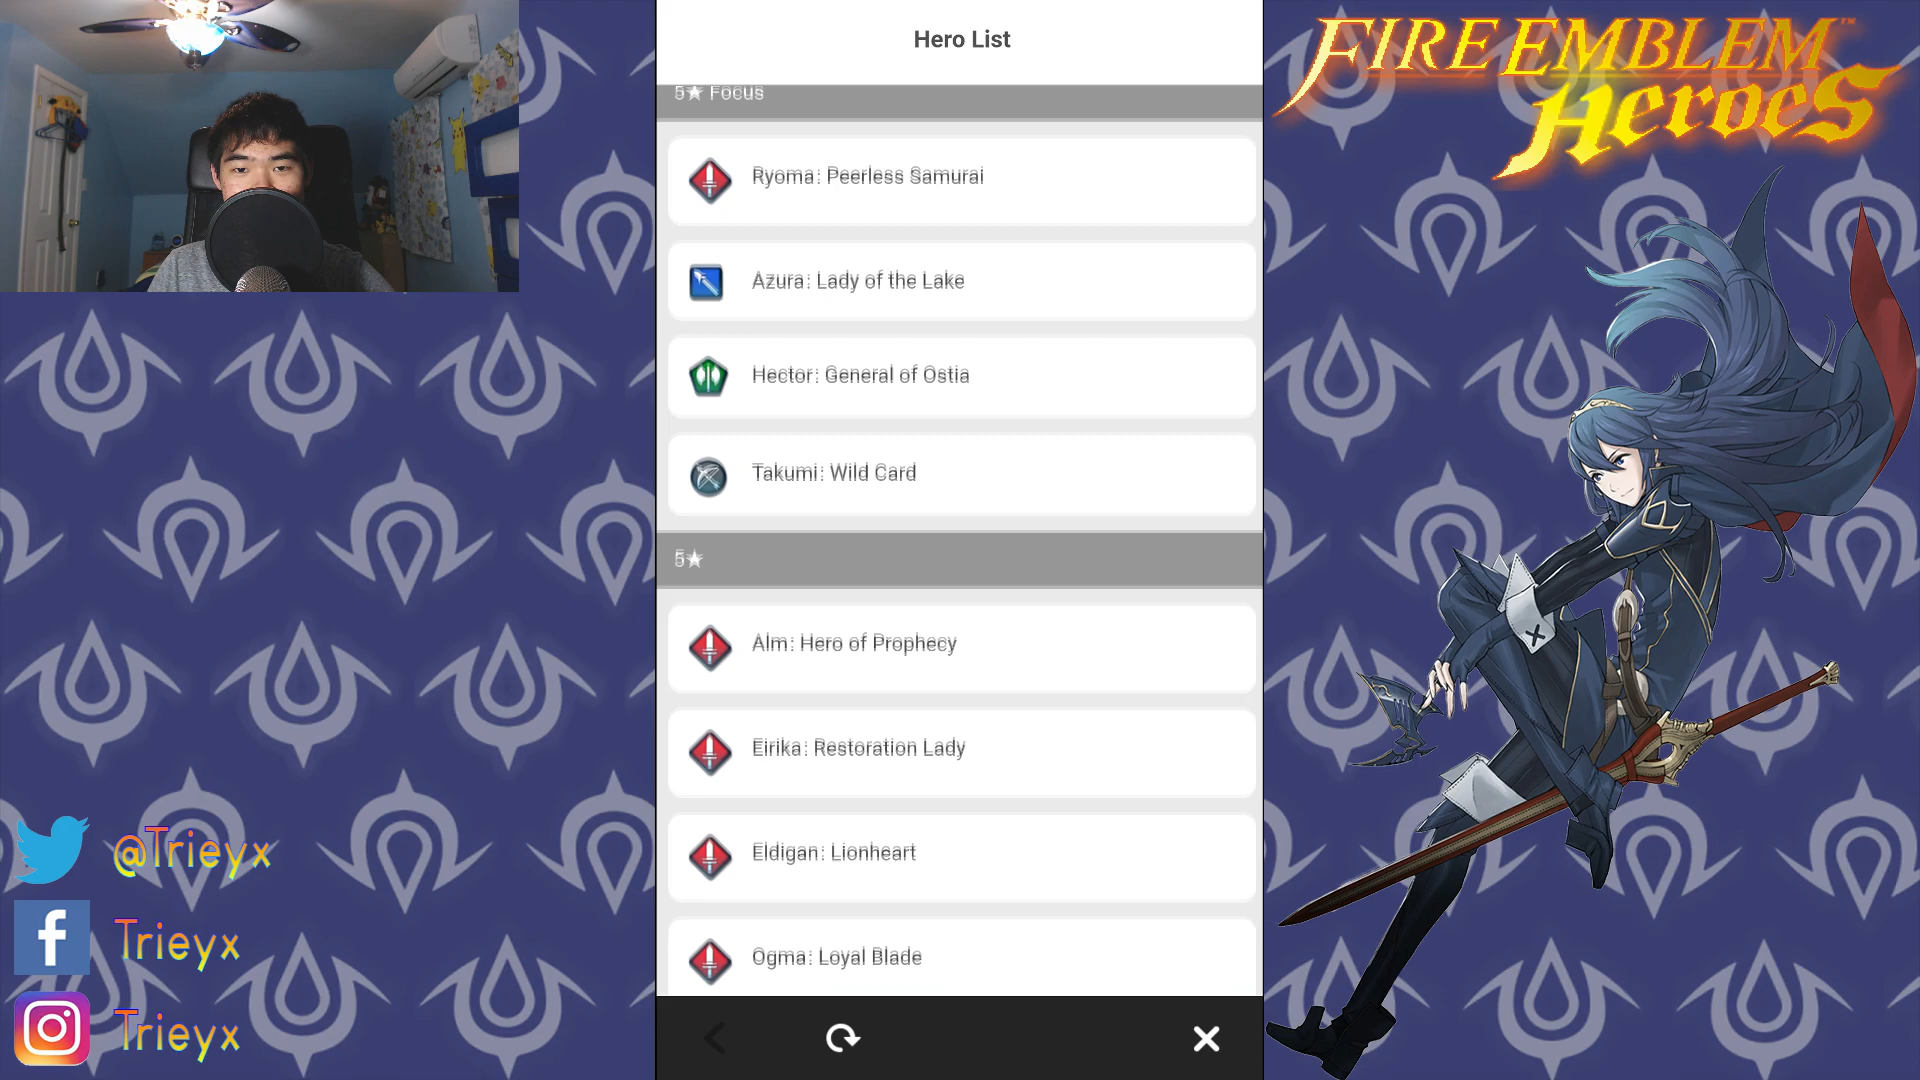 Hero List
5★ Focus
Ryoma: Peerless Samurai
Azura: Lady of the Lake
Hector: General of Ostia
Takumi: Wild Card
5★
Alm: Hero of Prophecy
Eirika: Restoration Lady
Eldigan: Lionheart
Ogma: Loyal Blade
FIRE EMBLEM™
Heroes
@Trieyx
f Trieyx
Trieyx